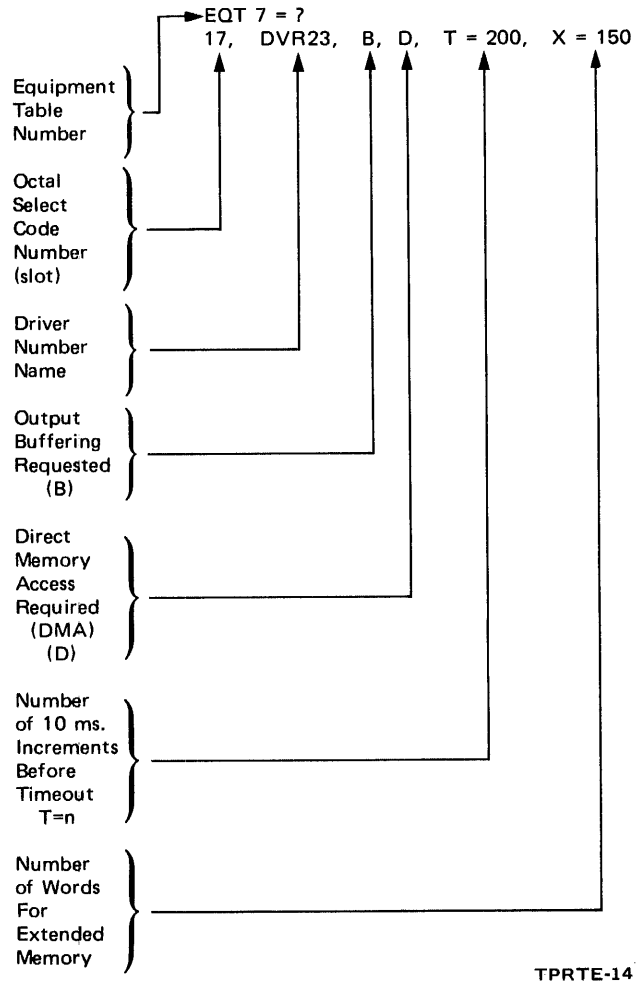 EQT 7 = ?
17, DVR23, B, D, T = 200, X = 150
Equipment
Table
Number
Octal
Select
Code
Number
(slot)
Driver
Number
Name
Output
Buffering
Requested
(B)
Direct
Memory
Access
Required
(DMA)
(D)
Number
of 10 ms.
Increments
Before
Timeout
T=n
Number
of Words
For
Extended
Memory
TPRTE-14